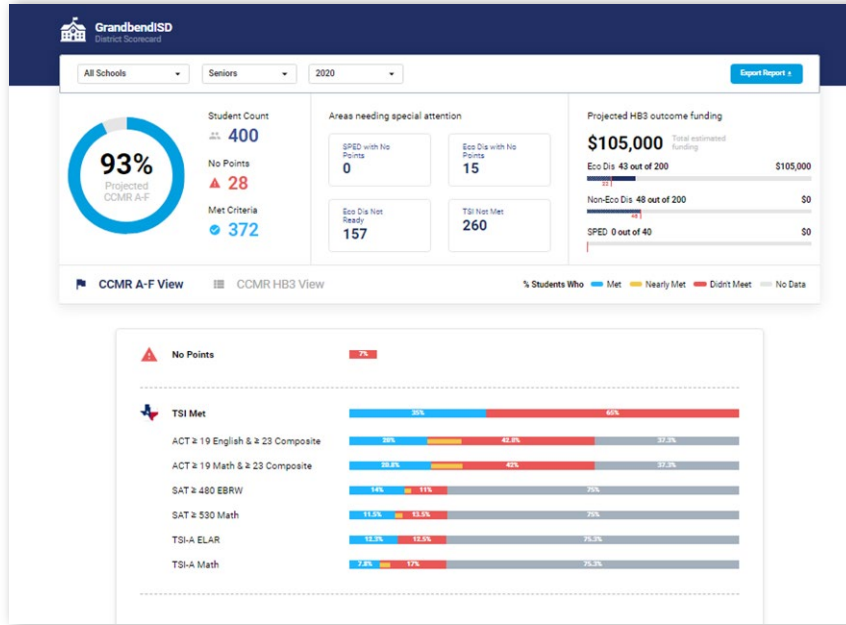 GrandbendISD
District Scorecard
All Schools
Seniors
2020
Export Report
93%
Projected
CCMR A-F
Student Count
400
No Points
28
Met Criteria
372
Areas needing special attention
SPED with No
Points
0
Eco Dis with No
Points
15
Eco Dis Not
Ready
157
TSI Not Met
260
Projected HB3 outcome funding
$105,000 Total estimated
funding
Eco Dis 43 out of 200 $105,000
22
Non-Eco Dis 48 out of 200 $0
48
SPED 0 out of 40 $0
CCMR A-F View
CCMR HB3 View
% Students Who Met Nearly Met Didn't Meet No Data
No Points 7%
TSI Met 35% 65%
ACT ≥ 19 English & ≥ 23 Composite 42.8% 37.3%
ACT ≥ 19 Math & ≥ 23 Composite 20.8% 42% 37.3%
SAT ≥ 480 EBRW 14% 11% 75%
SAT ≥ 530 Math 11.5% 13.5% 75%
TSI-A ELAR 12.3% 12.5% 75.3%
TSI-A Math 7.8% 17% 75.3%